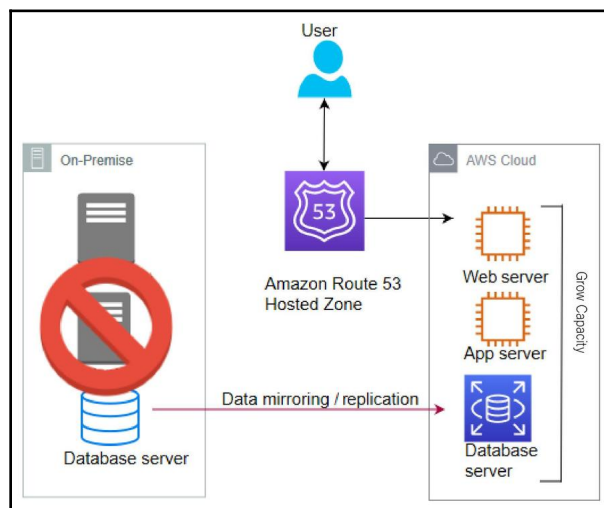 User
On-Premise
AWS Cloud
53
Web server
Amazon Route 53
Hosted Zone
Grow Capacity
App server
Data mirroring / replication
Database server
Database
server